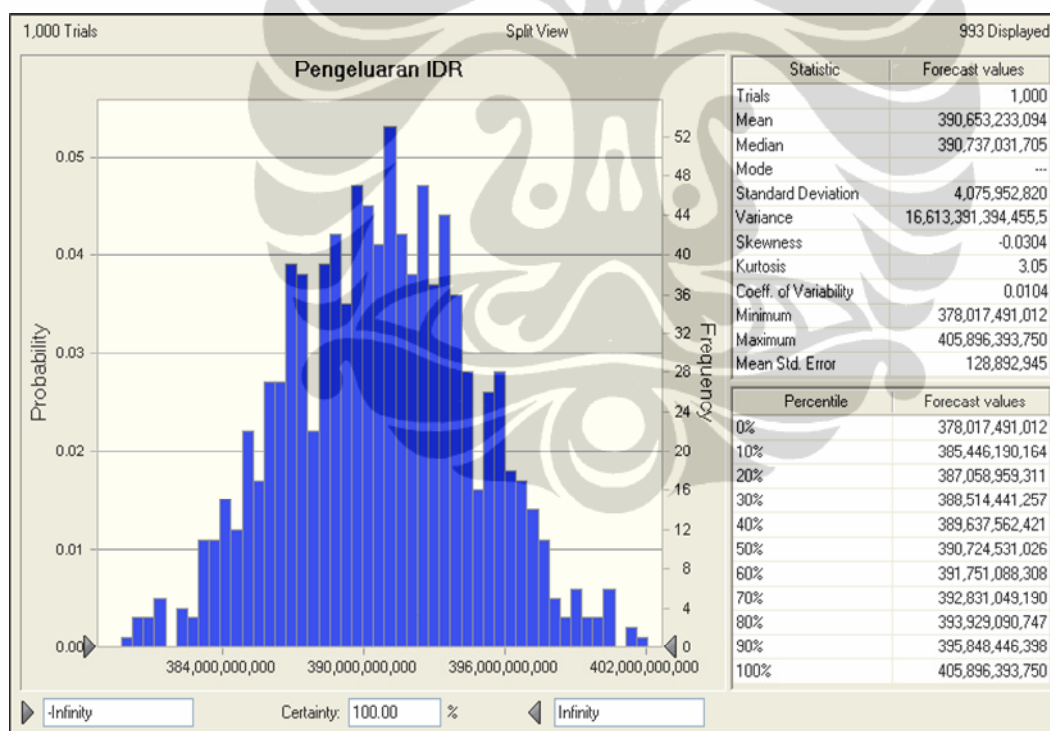 1,000 Trials Split View 993 Displayed
Pengeluaran IDR
Probability
0.05
0.04
0.03
0.02
0.01
0.00
Frequency
52
48
44
40
36
32
28
24
20
16
12
8
4
0
384,000,000,000 390,000,000,000 396,000,000,000 402,000,000,000
Statistic Forecast values
Trials 1,000
Mean 390,653,233,094
Median 390,737,031,705
Mode ---
Standard Deviation 4,075,952,820
Variance 16,613,391,394,455,5
Skewness -0.0304
Kurtosis 3.05
Coeff. of Variability 0.0104
Minimum 378,017,491,012
Maximum 405,896,393,750
Mean Std. Error 128,892,945
Percentile Forecast values
0% 378,017,491,012
10% 385,446,190,164
20% 387,058,959,311
30% 388,514,441,257
40% 389,637,562,421
50% 390,724,531,026
60% 391,751,088,308
70% 392,831,049,190
80% 393,929,090,747
90% 395,848,446,398
100% 405,896,393,750
-Infinity Certainty: 100.00 % Infinity